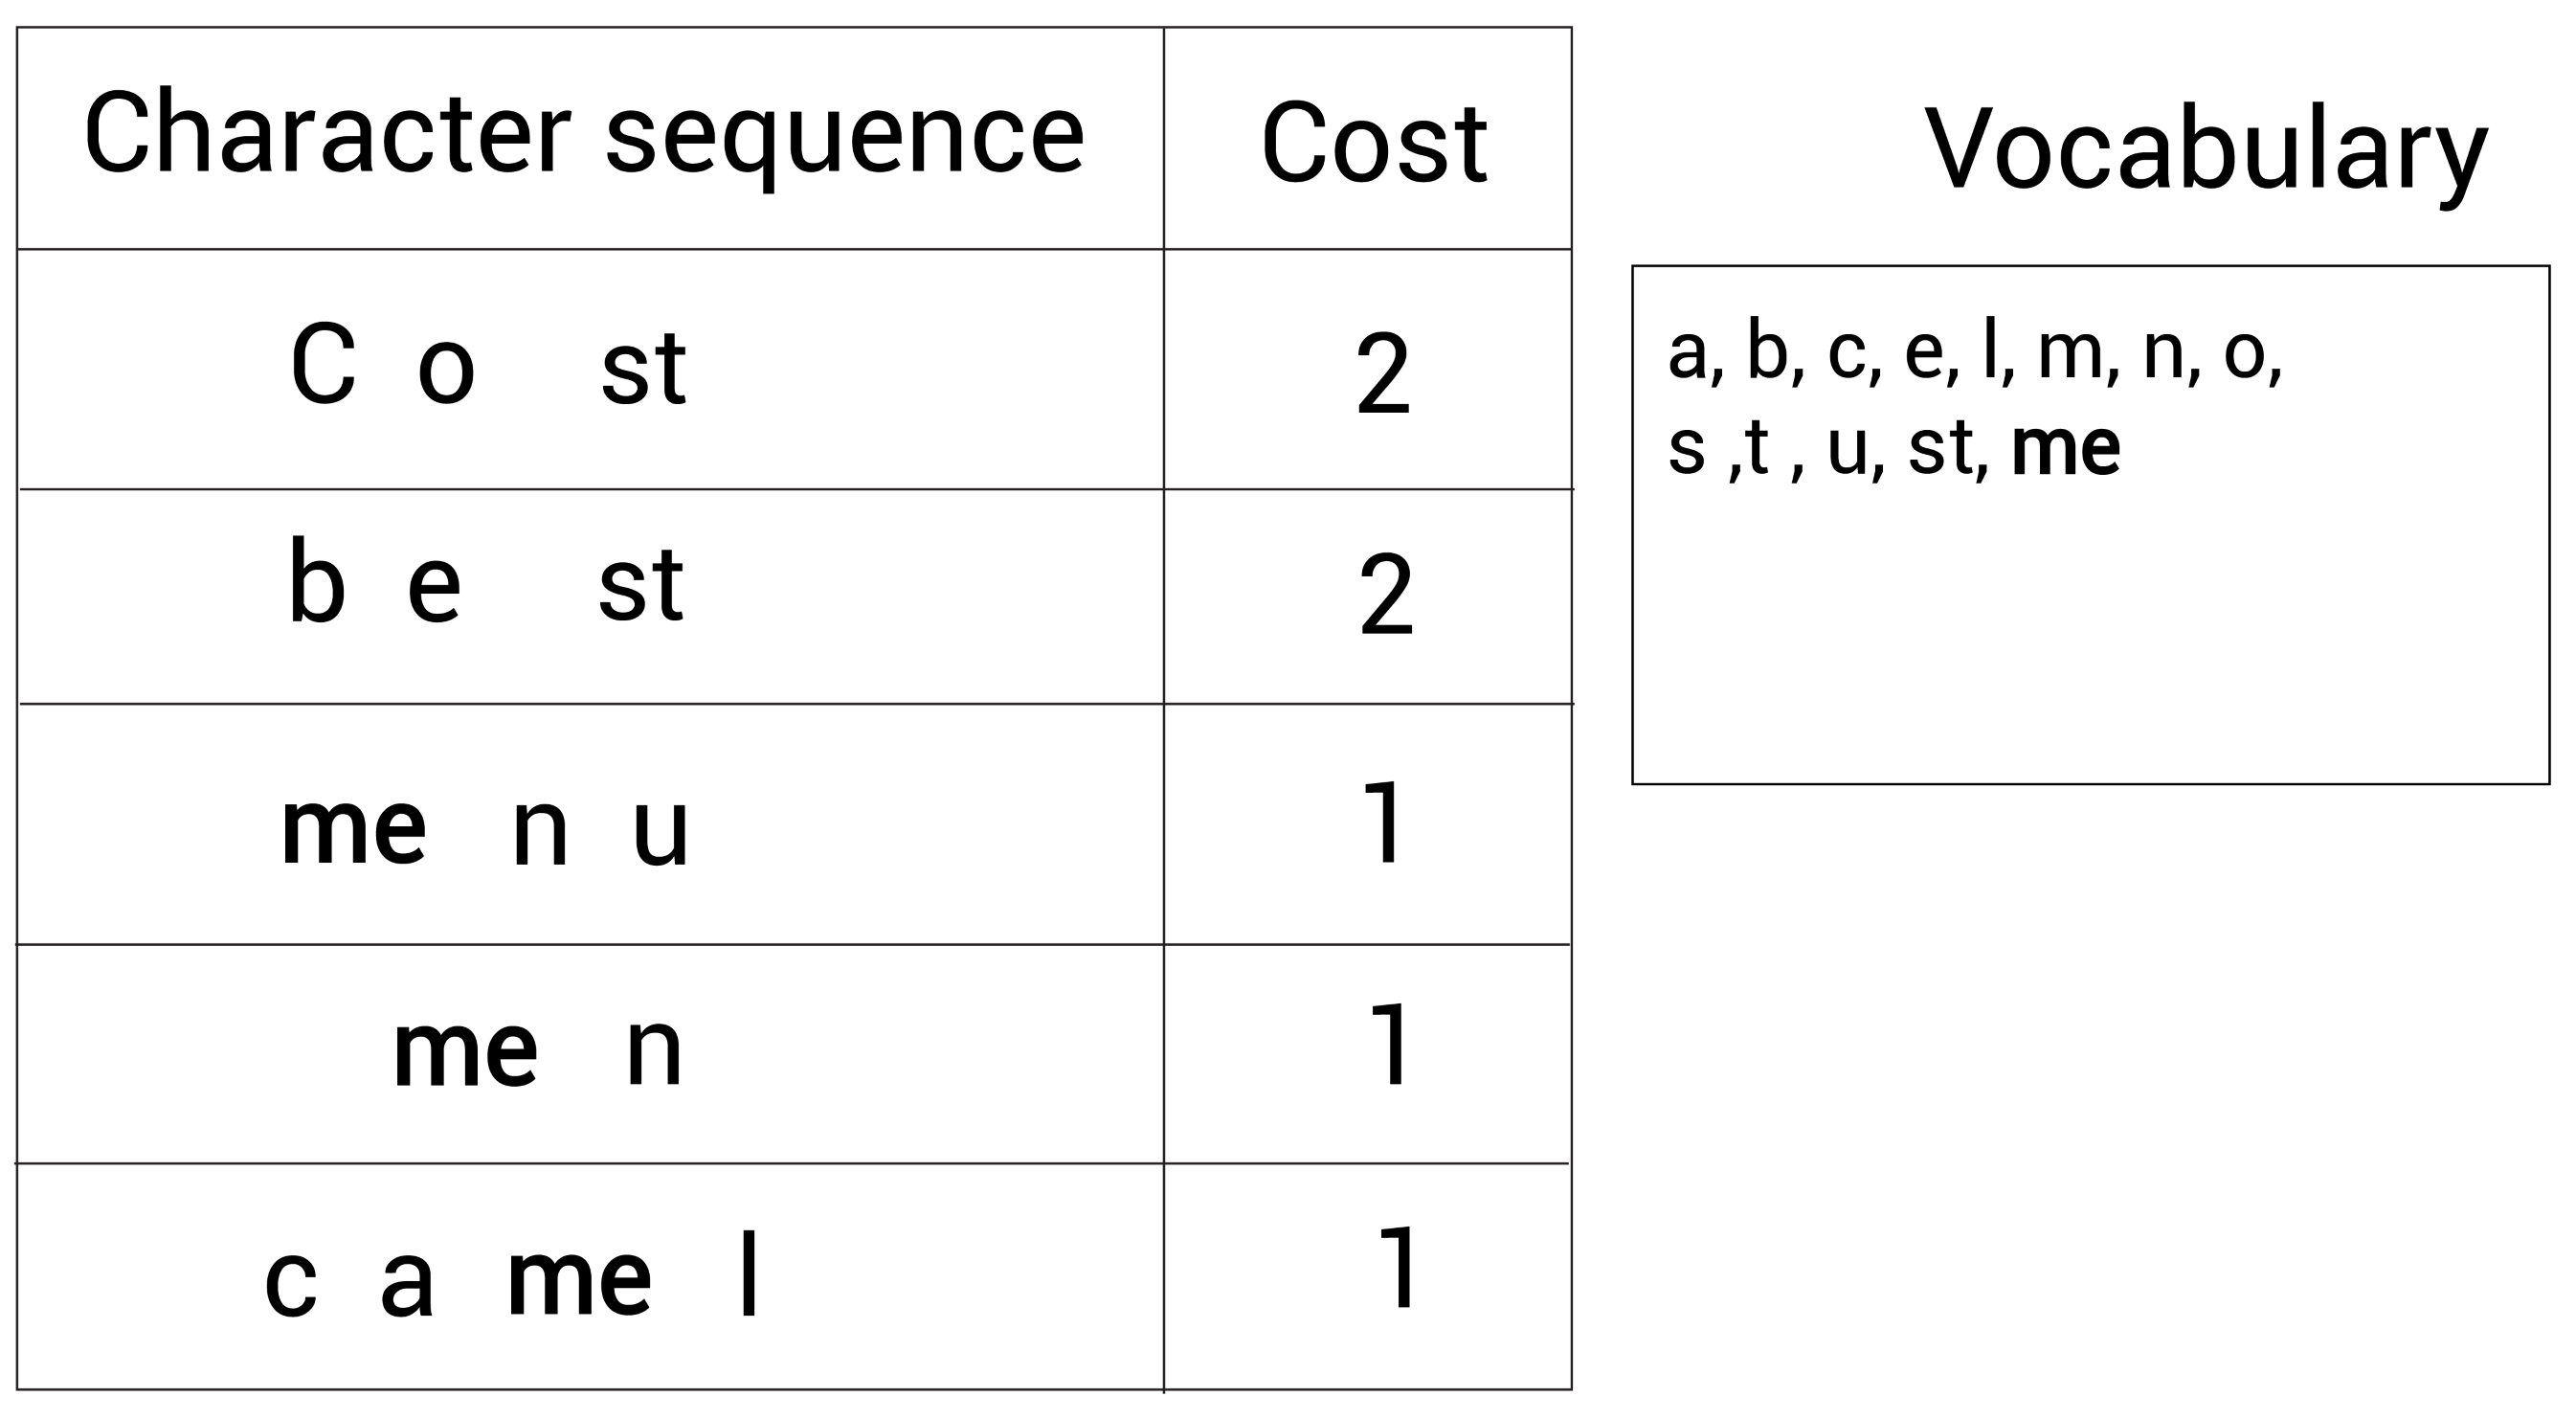 Character sequence Cost
C o st 2
b e st 2
me n u 1
me n 1
c a me l 1
Vocabulary
a, b, c, e, l, m, n, o,
s ,t , u, st, me